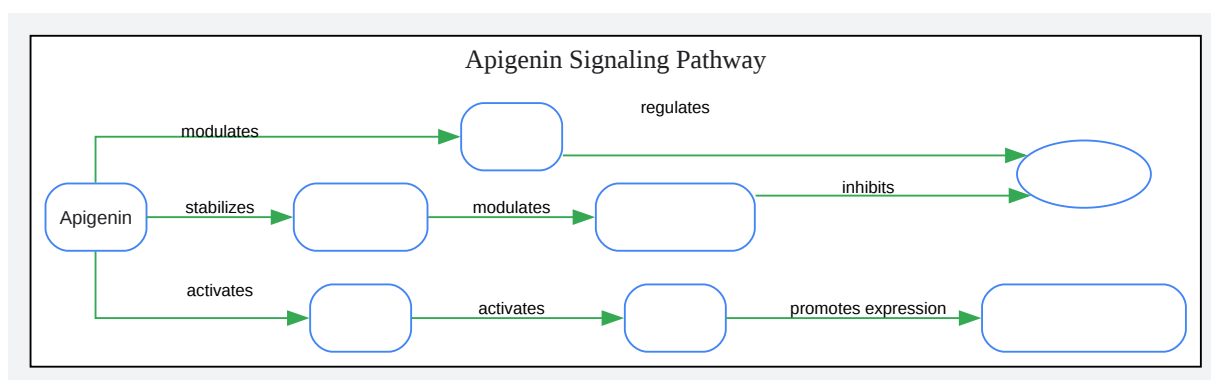 Apigenin Signaling Pathway
regulates
modulates
inhibits
Apigenin
stabilizes
modulates
activates
activates
promotes expression